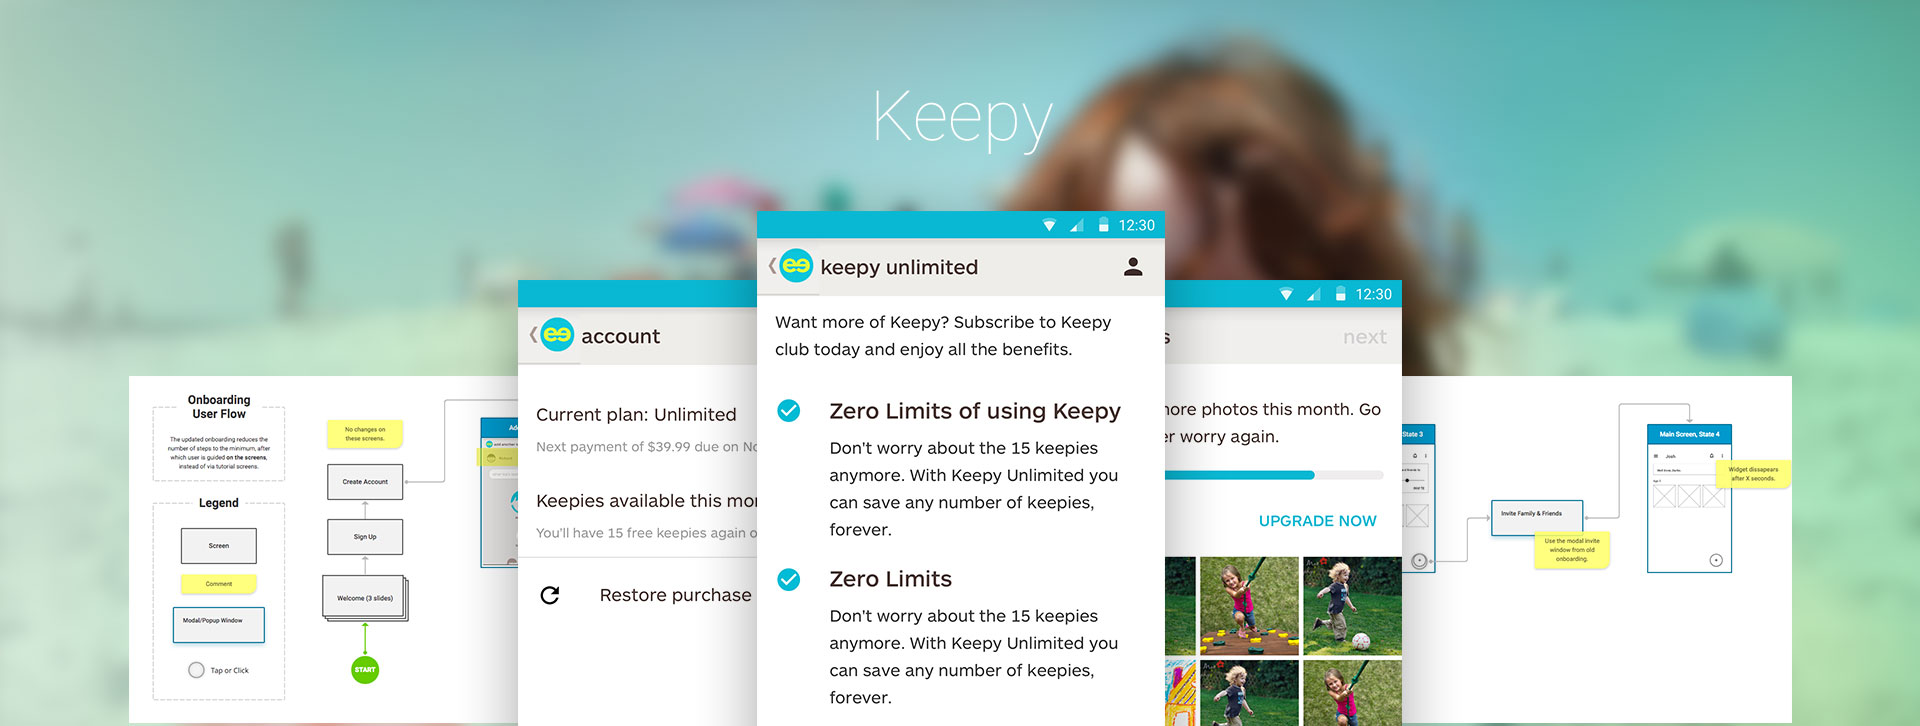 Keepy
Onboarding
User Flow
The updated onboarding reduces the
number of steps to the minimum, after
which user is guided on the screens,
instead of via tutorial screens.
Legend
Screen
Comment
Modal/Popup Window
Tap or Click
No changes on
these screens.
Create Account
Sign Up
Welcome (3 slides)
START
account
Current plan: Unlimited
Next payment of $39.99 due on
Keepies available this
You'll have 15 free keepies again
Restore purchase
12:30
keepy unlimited
Want more of Keepy? Subscribe to Keepy
club today and enjoy all the benefits.
Zero Limits of using Keepy
Don't worry about the 15 keepies
anymore. With Keepy Unlimited you
can save any number of keepies,
forever.
Zero Limits
Don't worry about the 15 keepies
anymore. With Keepy Unlimited you
can save any number of keepies,
forever.
12:30
next
photos this month. Go
worry again.
UPGRADE NOW
State 3
Invite Family & Friends
Use the modal invite
window from old
onboarding.
Main Screen, State 4
Josh
Widget dissapears
after X seconds.